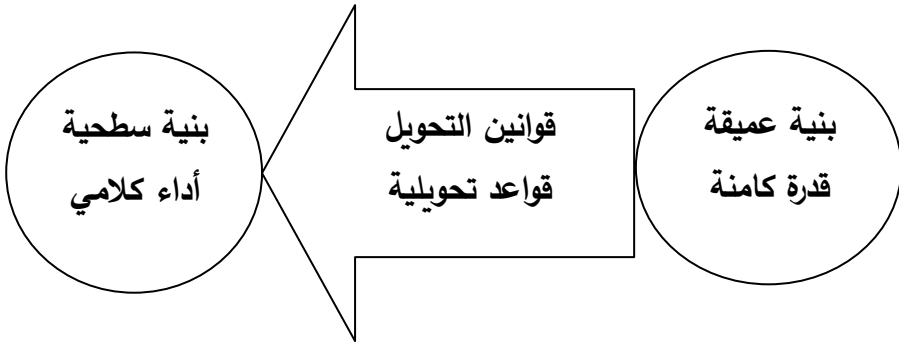 بنية عميقة
قدرة كامنة
قوانين التحويل
قواعد تحويلية
بنية سطحية
أداء كلامي